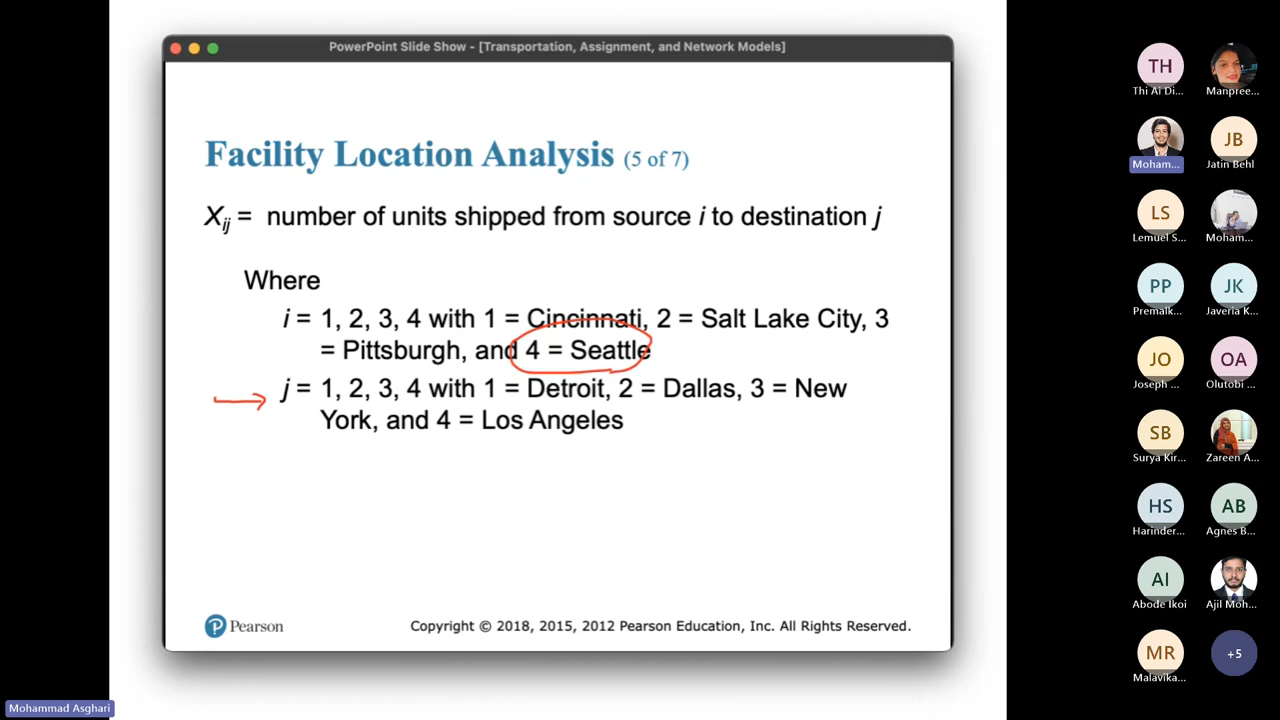 PowerPoint Slide Show - [Transportation, Assignment, and Network Models]
Facility Location Analysis (5 of 7)
Xij = number of units shipped from source i to destination j
Where
i = 1, 2, 3, 4 with 1 = Cincinnati, 2 = Salt Lake City, 3
= Pittsburgh, and 4 = Seattle
j = 1, 2, 3, 4 with 1 = Detroit, 2 = Dallas, 3 = New
York, and 4 = Los Angeles
P Pearson
Copyright © 2018, 2015, 2012 Pearson Education, Inc. All Rights Reserved.
Mohammad Asghari
TH
Thi Ai Di...
Manpree...
Moham...
JB
Jatin Behl
LS
Lemuel S...
Moham...
PP
Premalk...
JK
Javeria K...
JO
Joseph ...
OA
Olutobi ...
SB
Surya Kir...
Zareen A...
HS
Harinder...
AB
Agnes B...
AI
Abode Ikoi
Ajil Moh...
MR
Malavika...
+5